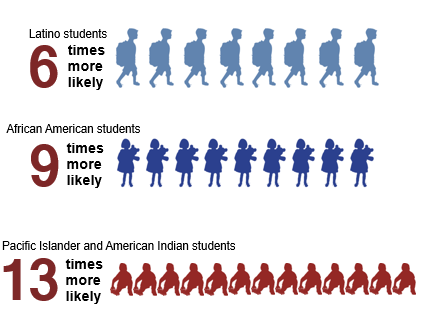 Latino students
6 times
more
likely
African American students
9 times
more
likely
Pacific Islander and American Indian students
13 times
more
likely